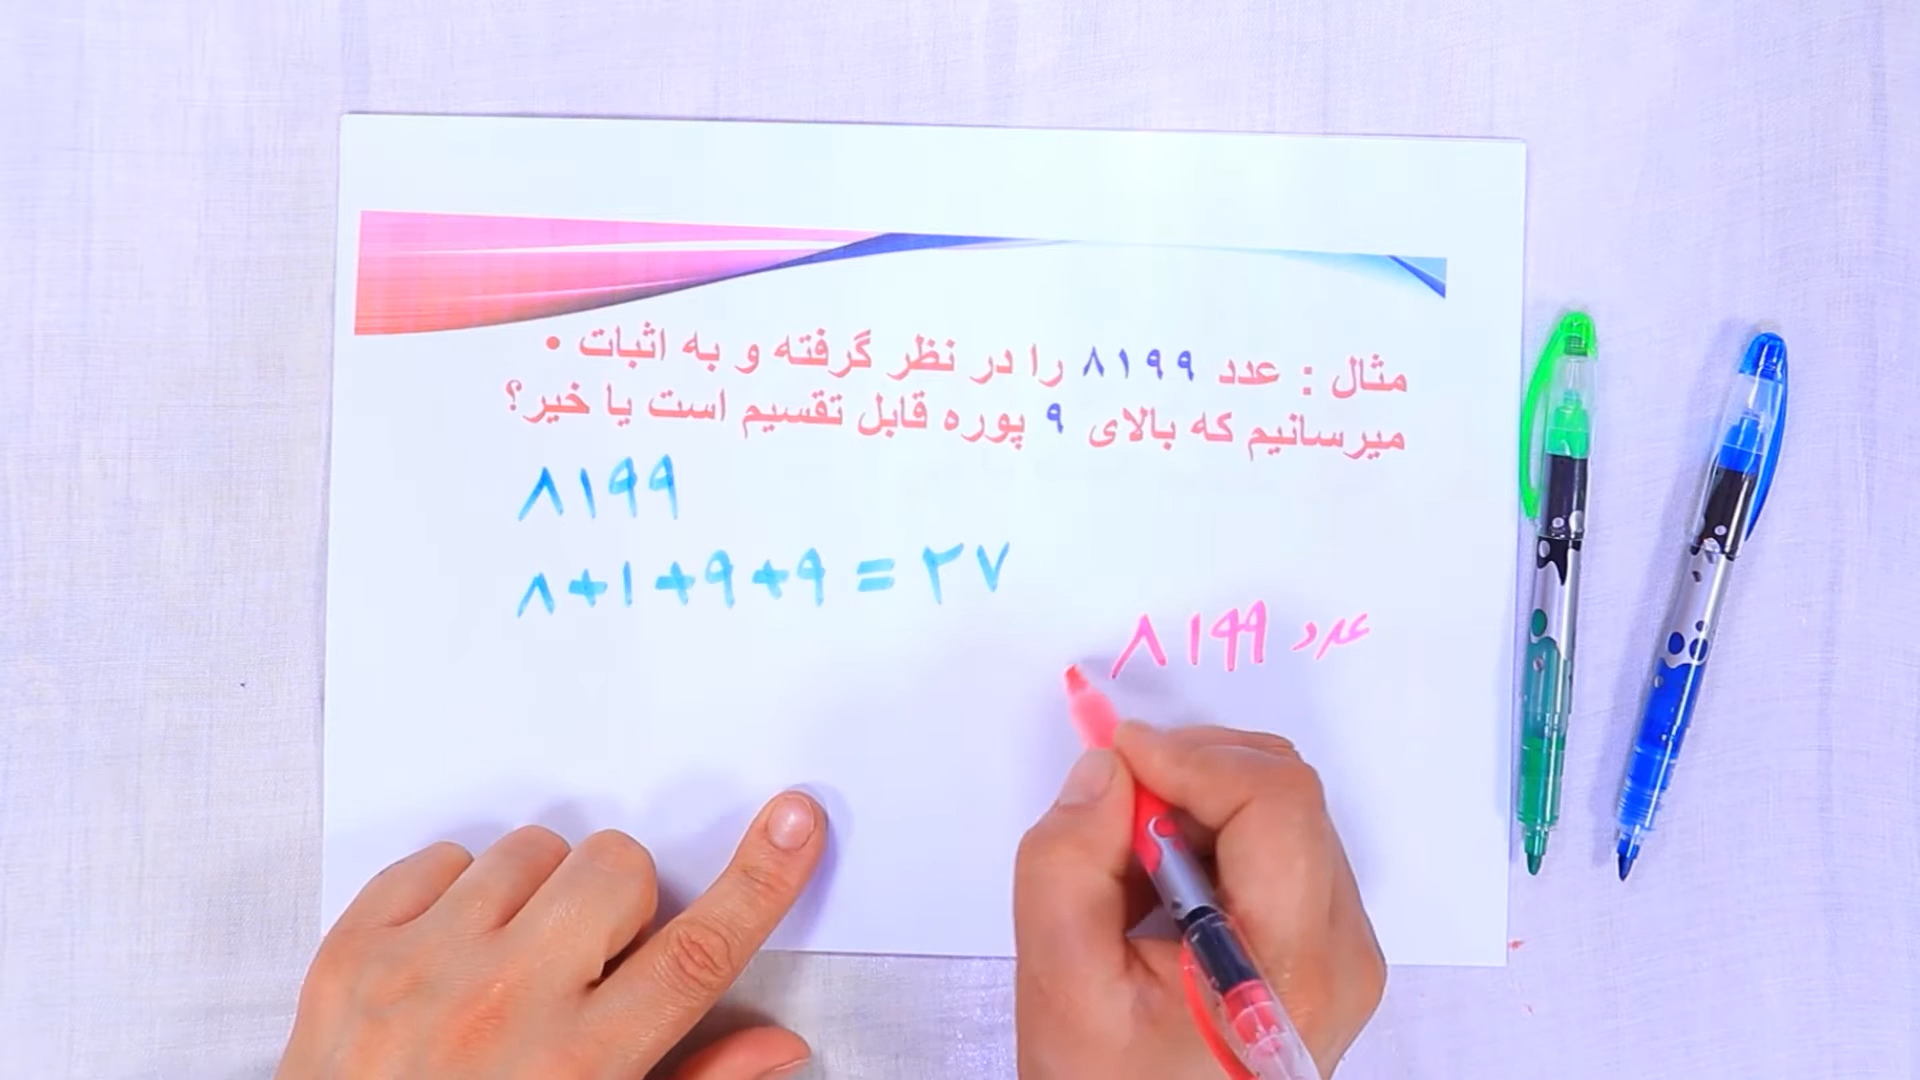 مثال : عدد ۸۱۹۹ را در نظر گرفته و به اثبات •
میرسانیم که بالای ۹ پوره قابل تقسیم است یا خیر؟
۸۱۹۹
۸+۱+۹+۹=۲۷
عدد ۸۱۹۹